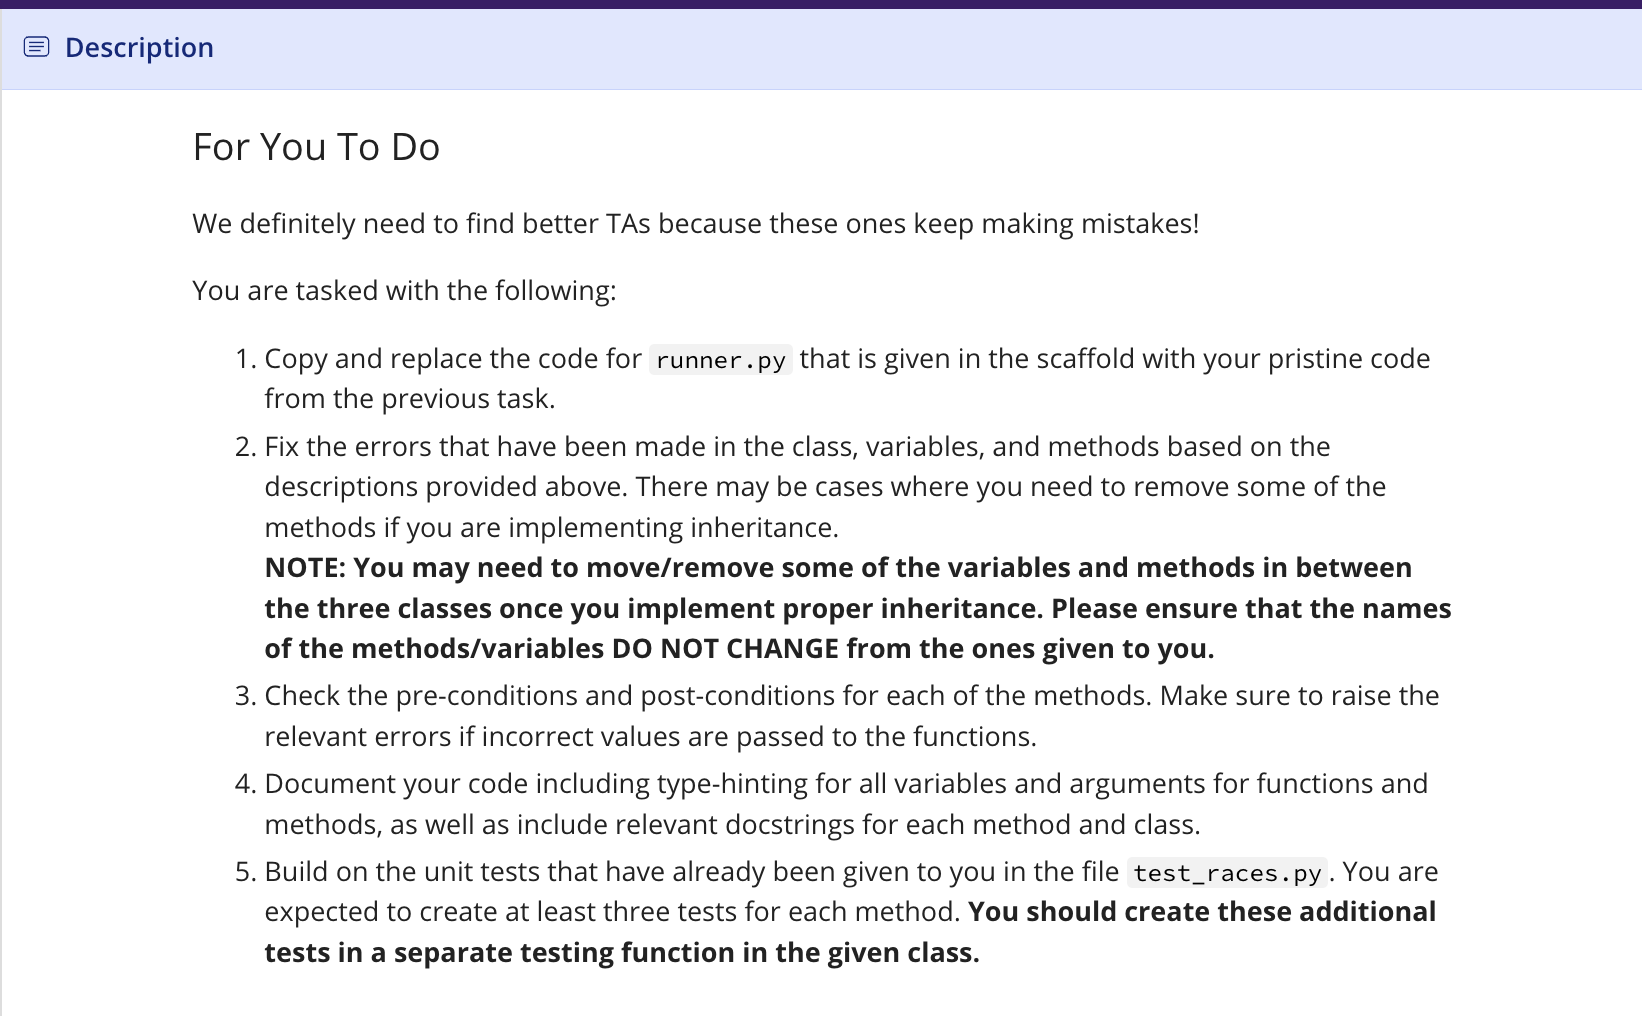 Description
For You To Do
We definitely need to find better TAs because these ones keep making mistakes!
You are tasked with the following:
1. Copy and replace the code for runner.py that is given in the scaffold with your pristine code
from the previous task.
2. Fix the errors that have been made in the class, variables, and methods based on the
descriptions provided above. There may be cases where you need to remove some of the
methods if you are implementing inheritance.
NOTE: You may need to move/remove some of the variables and methods in between
the three classes once you implement proper inheritance. Please ensure that the names
of the methods/variables DO NOT CHANGE from the ones given to you.
3. Check the pre-conditions and post-conditions for each of the methods. Make sure to raise the
relevant errors if incorrect values are passed to the functions.
4. Document your code including type-hinting for all variables and arguments for functions and
methods, as well as include relevant docstrings for each method and class.
5. Build on the unit tests that have already been given to you in the file test_races.py. You are
expected to create at least three tests for each method. You should create these additional
tests in a separate testing function in the given class.